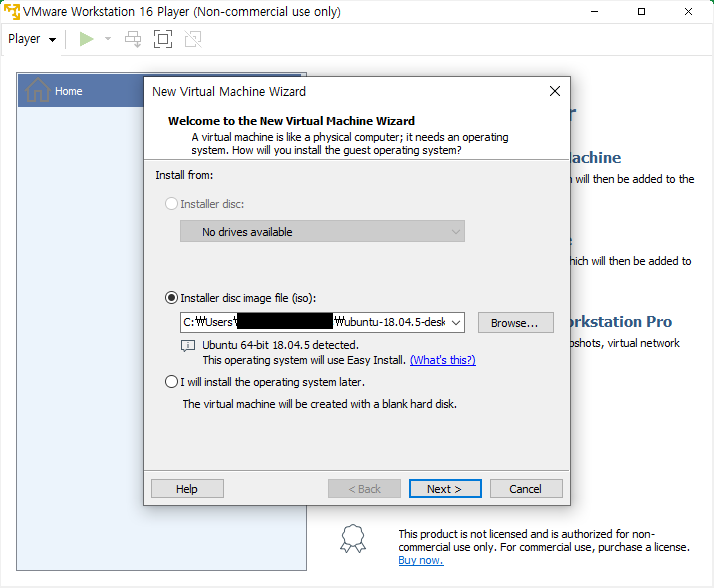 VMware Workstation 16 Player (Non-commercial use only)
Player
Home
New Virtual Machine Wizard
Welcome to the New Virtual Machine Wizard
A virtual machine is like a physical computer; it needs an operating
system. How will you install the guest operating system?
Install from:
Installer disc:
No drives available
Installer disc image file (iso):
C:₩Users₩ ₩ubuntu-18.04.5-desk
Browse...
Ubuntu 64-bit 18.04.5 detected.
This operating system will use Easy Install. (What's this?)
I will install the operating system later.
The virtual machine will be created with a blank hard disk.
Help
< Back
Next >
Cancel
will then be added to the
will then be added to
Workstation Pro
virtual network
This product is not licensed and is authorized for non-
commercial use only. For commercial use, purchase a license.
Buy now.